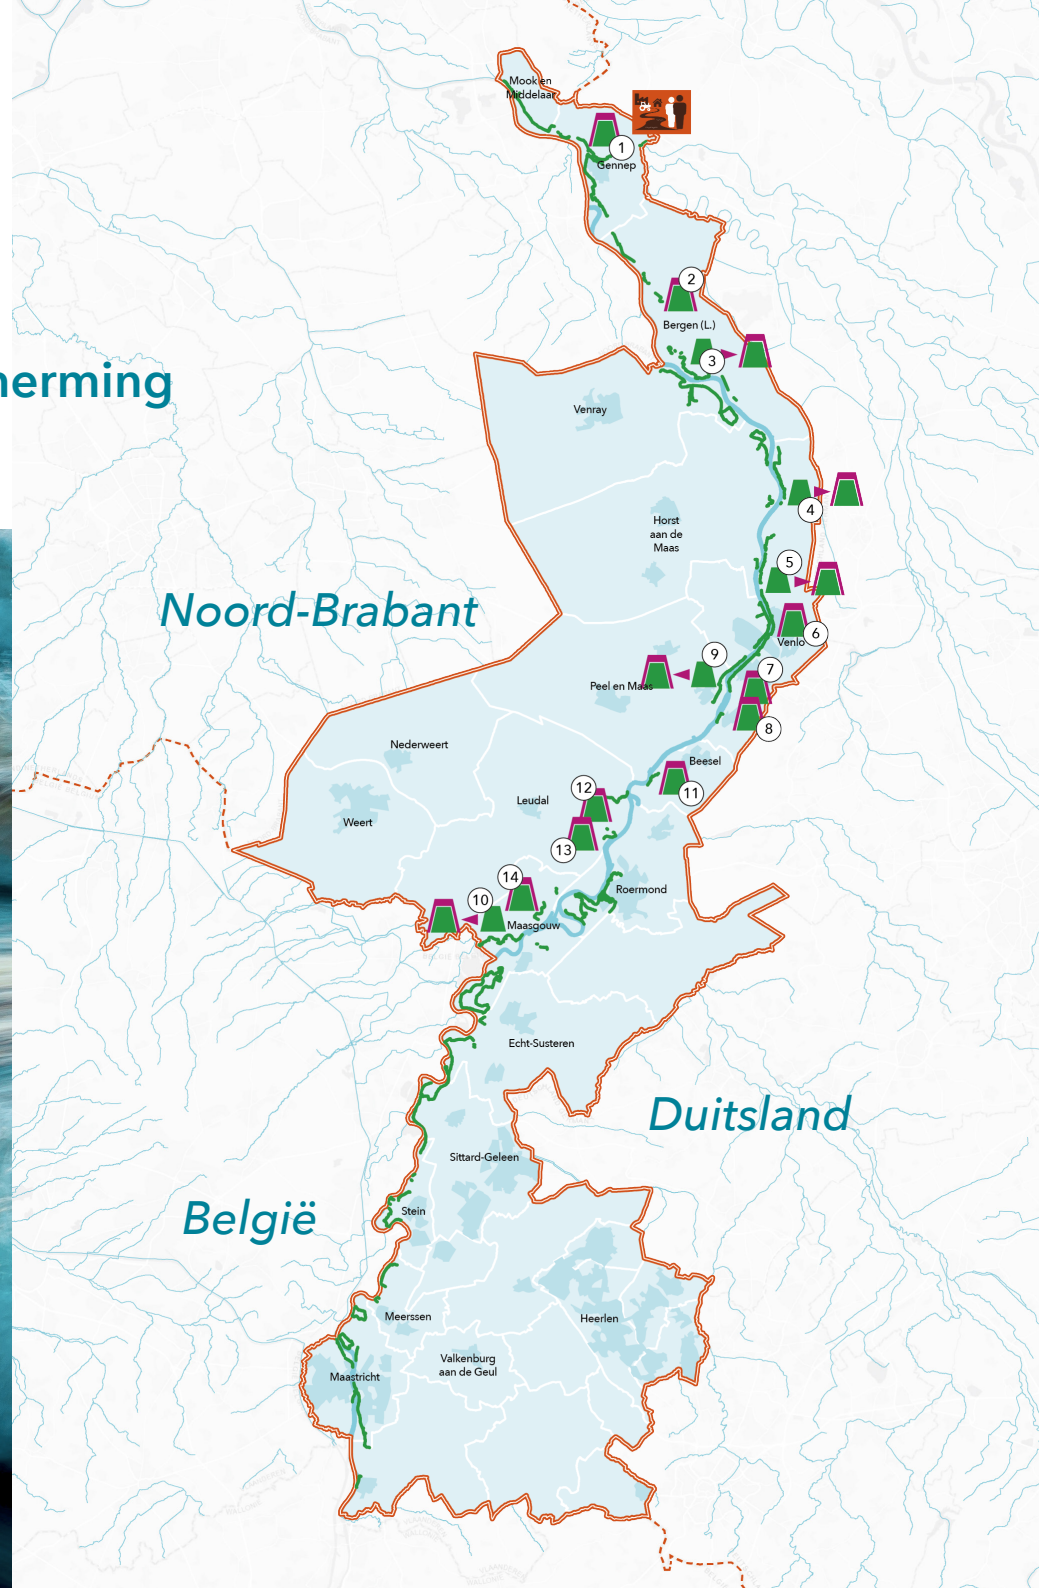 Mook en
Middelaar
1
Gennep
2
Bergen (L.)
3
herming
Venray
4
Horst
aan de
Maas
5
Noord-Brabant
6
Venlo
9
7
Peel en Maas
8
Nederweert
Beesel
12
11
Leudal
Weert
13
14
Roermond
10
Maasgouw
Echt-Susteren
Duitsland
Sittard-Geleen
België
Stein
Meerssen
Heerlen
Valkenburg
aan de Geul
Maastricht